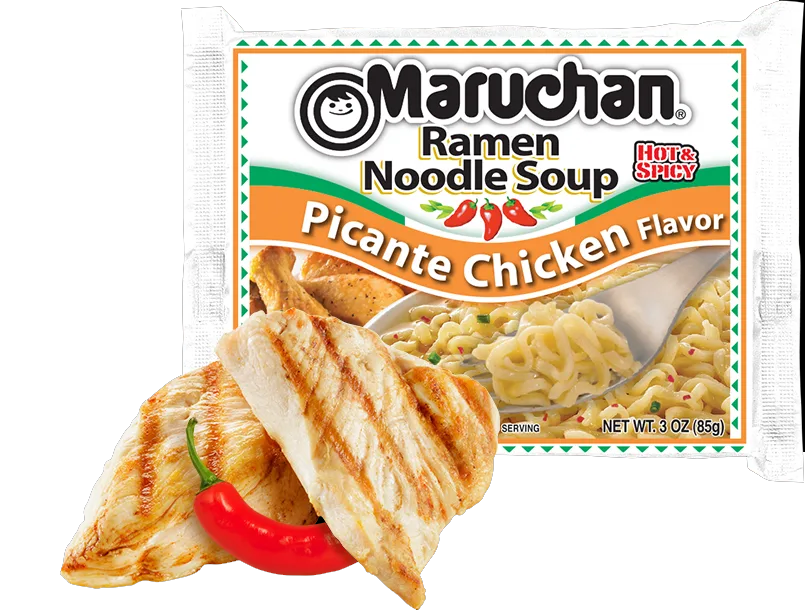 Maruchan®
Ramen
Noodle Soup
HOT &
SPICY
Picante Chicken Flavor
SERVING
NET WT. 3 OZ (85g)